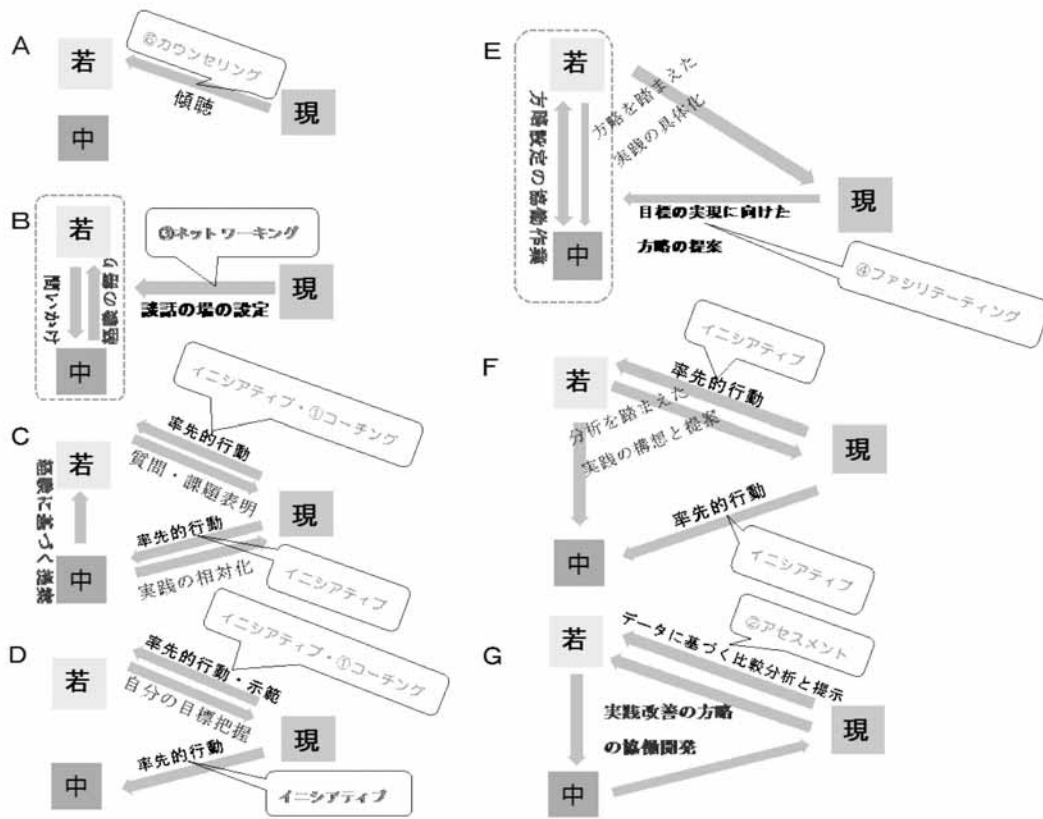 A
若
⑥カウンセリング
傾聴
現
中
B
若
③ネットワーキング
問いかけ
現
談話の場の設定
中
イニシアティブ・①コーチング
C
若
率先的行動
質問・課題表明
現
率先的行動
中
実践の相対化
イニシアティブ
イニシアティブ・①コーチング
D
若
率先的行動・示範
自分の目標把握
現
率先的行動
中
イニシアティブ
E
若
方略を踏まえた
実践の具体化
方略設定の協働作業
現
目標の実現に向けた
方略の提案
中
④ファシリテーティング
イニシアティブ
F
若
率先的行動
分析を踏まえた
実践の構想と提案
現
率先的行動
中
イニシアティブ
②アセスメント
G
若
データに基づく比較分析と提示
実践改善の方略
の協働開発
現
中